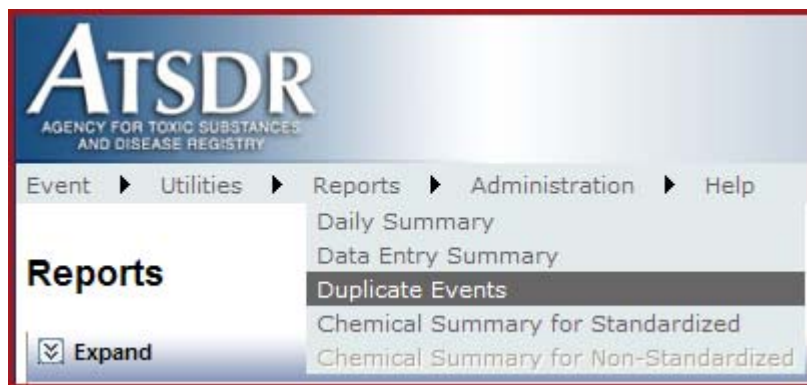 ATSDR
AGENCY FOR TOXIC SUBSTANCES
AND DISEASE REGISTRY
Event Utilities Reports Administration Help
Daily Summary
Data Entry Summary
Reports
Duplicate Events
Chemical Summary for Standardized
Expand
Chemical Summary for Non-Standardized